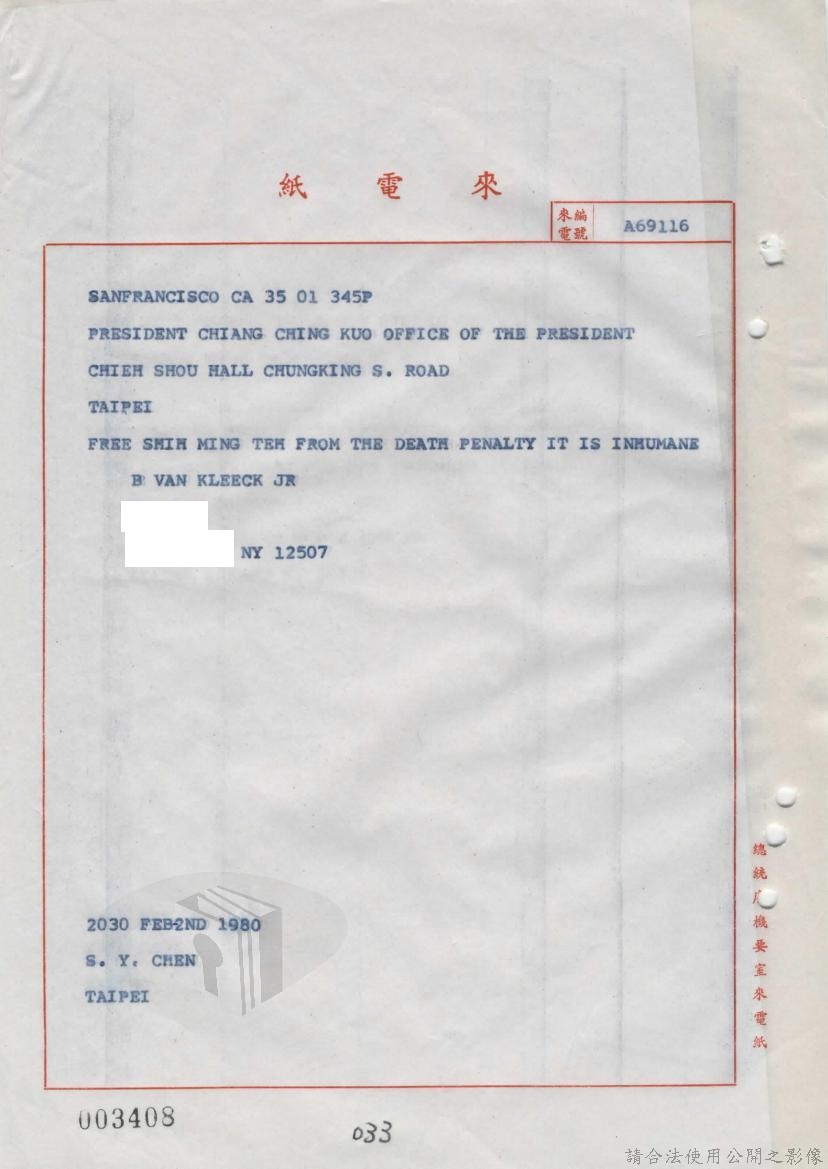 紙電來
來電編號 A69116
SANFRANCISCO CA 35 01 345P
PRESIDENT CHIANG CHING KUO OFFICE OF THE PRESIDENT
CHIEH SHOU HALL CHUNGKING S. ROAD
TAIPEI
FREE SHIH MING TEH FROM THE DEATH PENALTY IT IS INHUMANE
B VAN KLEECK JR
NY 12507
2030 FEB-2ND 1980
S. Y. CHEN
TAIPEI
總統府機要室來電紙
003408
033
請合法使用公開之影像